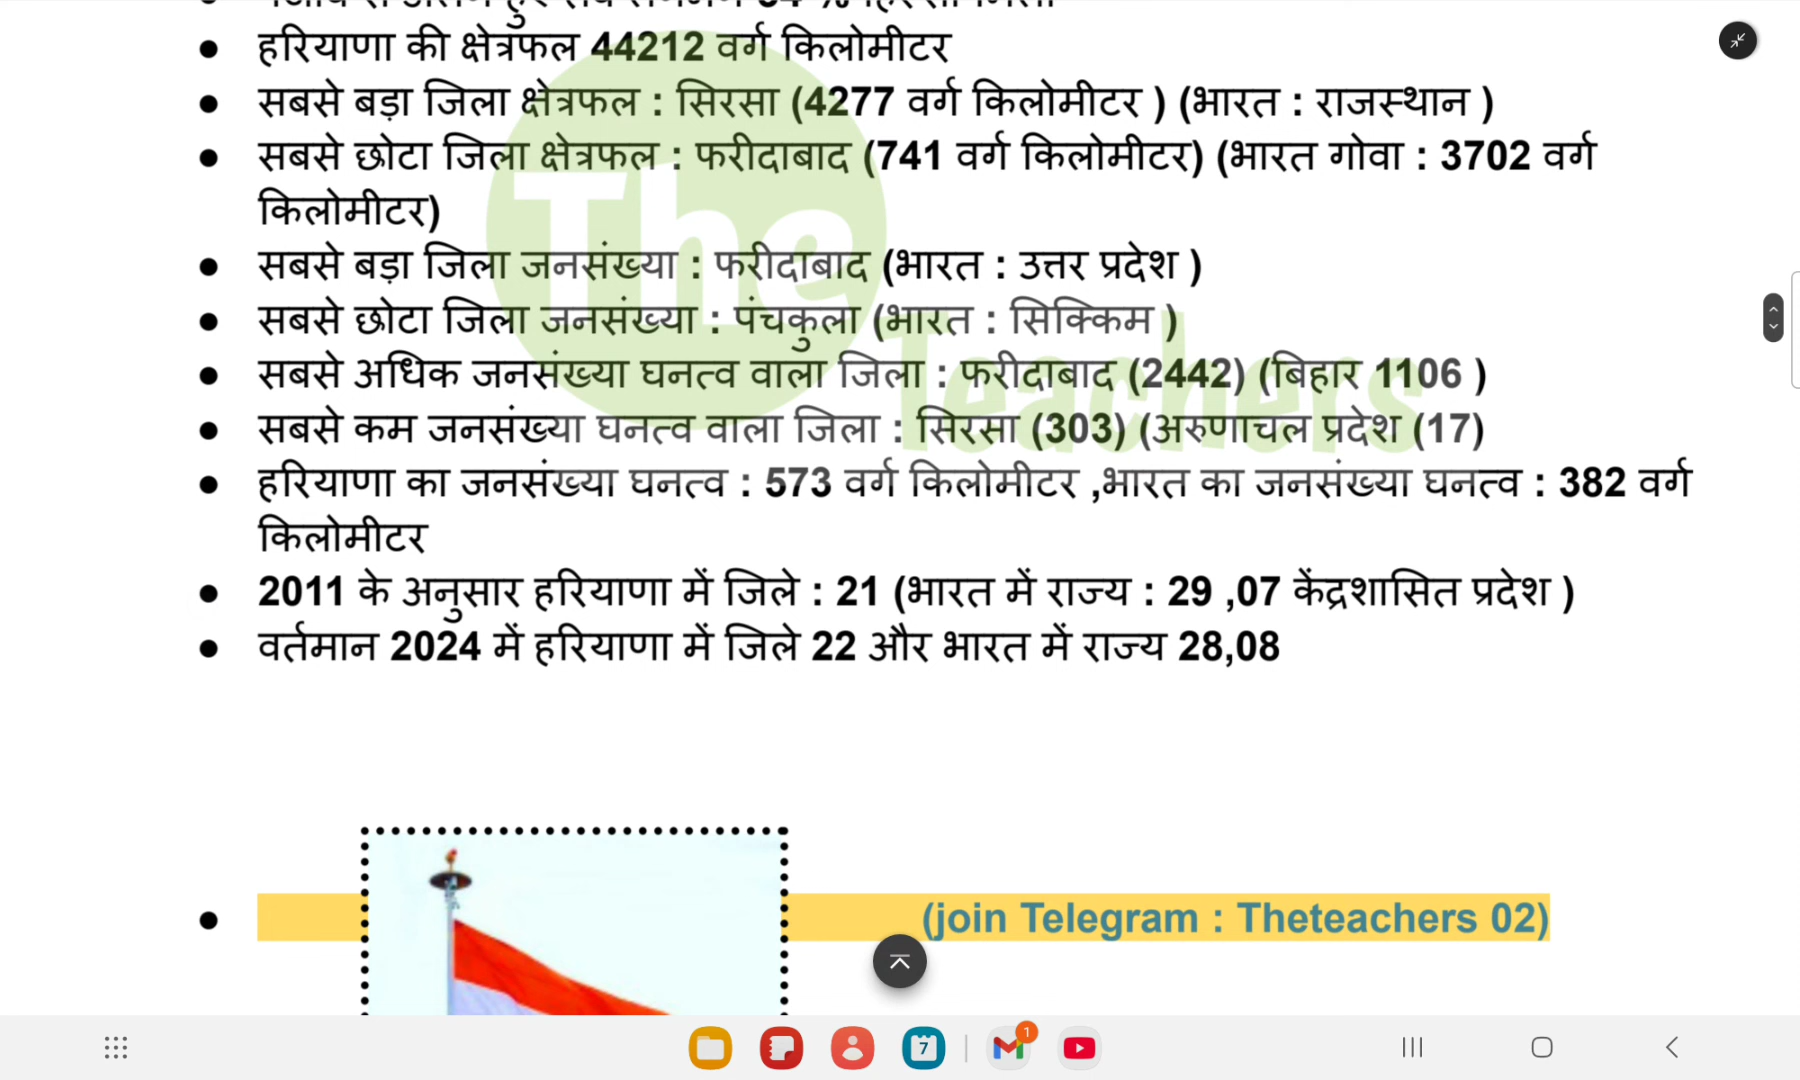 हरियाणा की क्षेत्रफल 44212 वर्ग किलोमीटर
सबसे बड़ा जिला क्षेत्रफल : सिरसा (4277 वर्ग किलोमीटर ) (भारत : राजस्थान )
सबसे छोटा जिला क्षेत्रफल : फरीदाबाद (741 वर्ग किलोमीटर) (भारत गोवा : 3702 वर्ग
किलोमीटर)
सबसे बड़ा जिला जनसंख्या : फरीदाबाद (भारत : उत्तर प्रदेश )
सबसे छोटा जिला जनसंख्या : पंचकुला (भारत : सिक्किम )
सबसे अधिक जनसंख्या घनत्व वाला जिला : फरीदाबाद (2442) (बिहार 1106 )
सबसे कम जनसंख्या घनत्व वाला जिला : सिरसा (303) (अरुणाचल प्रदेश (17)
हरियाणा का जनसंख्या घनत्व : 573 वर्ग किलोमीटर ,भारत का जनसंख्या घनत्व : 382 वर्ग
किलोमीटर
2011 के अनुसार हरियाणा में जिले : 21 (भारत में राज्य : 29 ,07 केंद्रशासित प्रदेश )
वर्तमान 2024 में हरियाणा में जिले 22 और भारत में राज्य 28,08
The
Teachers
(join Telegram : Theteachers 02)
7
1